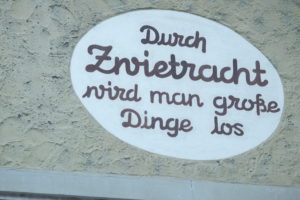 Durch
Zwietracht
wird man große
Dinge los